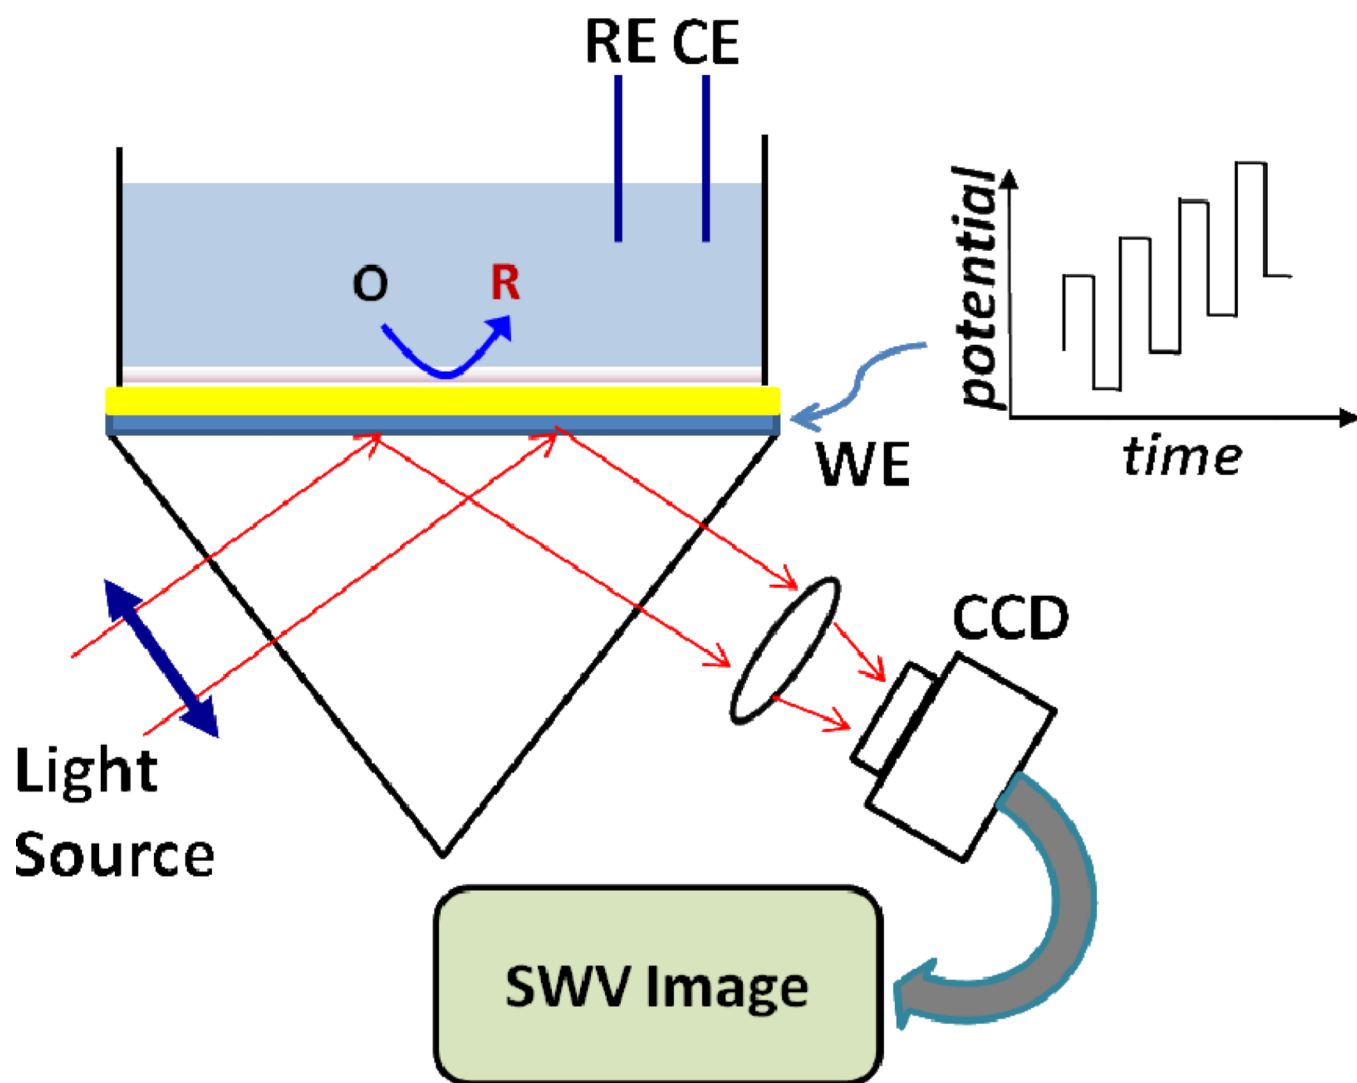 RE CE
O R
potential
time
WE
CCD
Light
Source
SWV Image